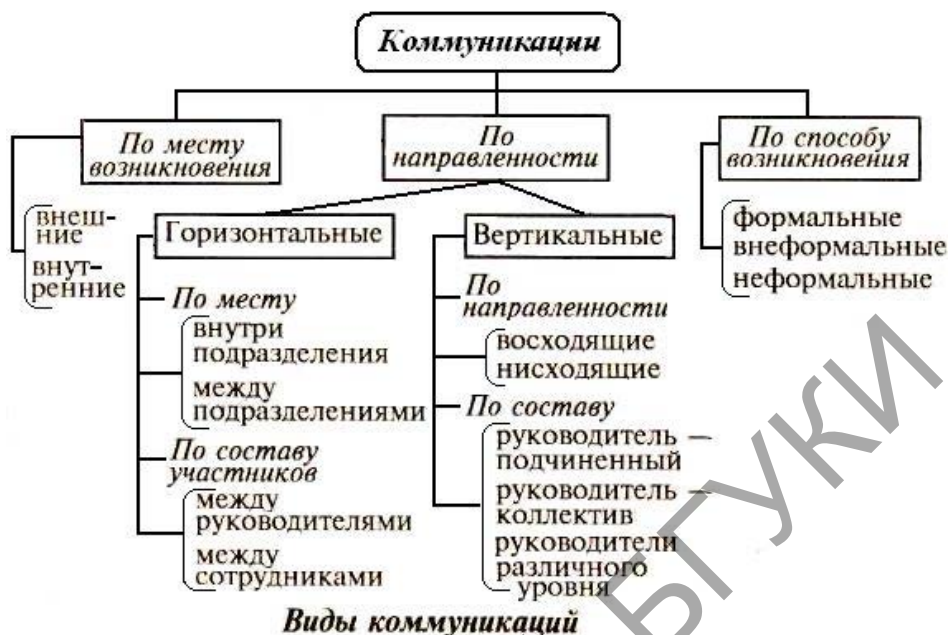 Коммуникации
По месту
возникновения
внеш-
ние
внут-
ренние
По
направленности
Горизонтальные
По месту
внутри
подразделения
между
подразделениями
По составу
участников
между
руководителями
между
сотрудниками
Вертикальные
По
направленности
восходящие
нисходящие
По составу
руководитель —
подчиненный
руководитель —
коллектив
руководители
различного
уровня
По способу
возникновения
формальные
внеформальные
неформальные
Виды коммуникаций
БГУКИ